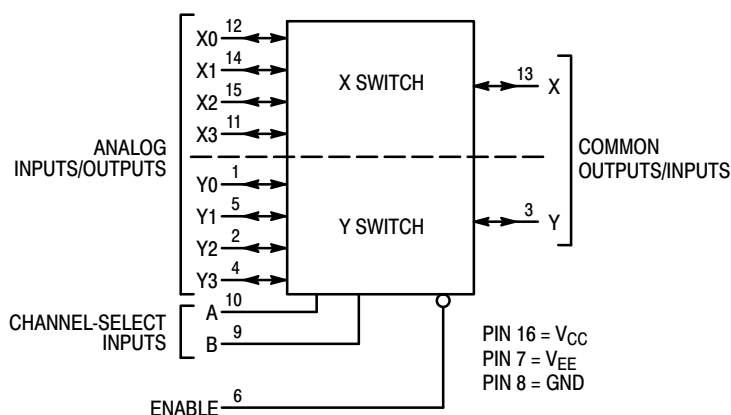 X0 12
X1 14
X2 15
X3 11
X SWITCH
13 X
ANALOG
INPUTS/OUTPUTS
COMMON
OUTPUTS/INPUTS
Y0 1
Y1 5
Y2 2
Y3 4
Y SWITCH
3 Y
CHANNEL-SELECT
INPUTS
A 10
B 9
ENABLE 6
PIN 16 = VCC
PIN 7 = VEE
PIN 8 = GND